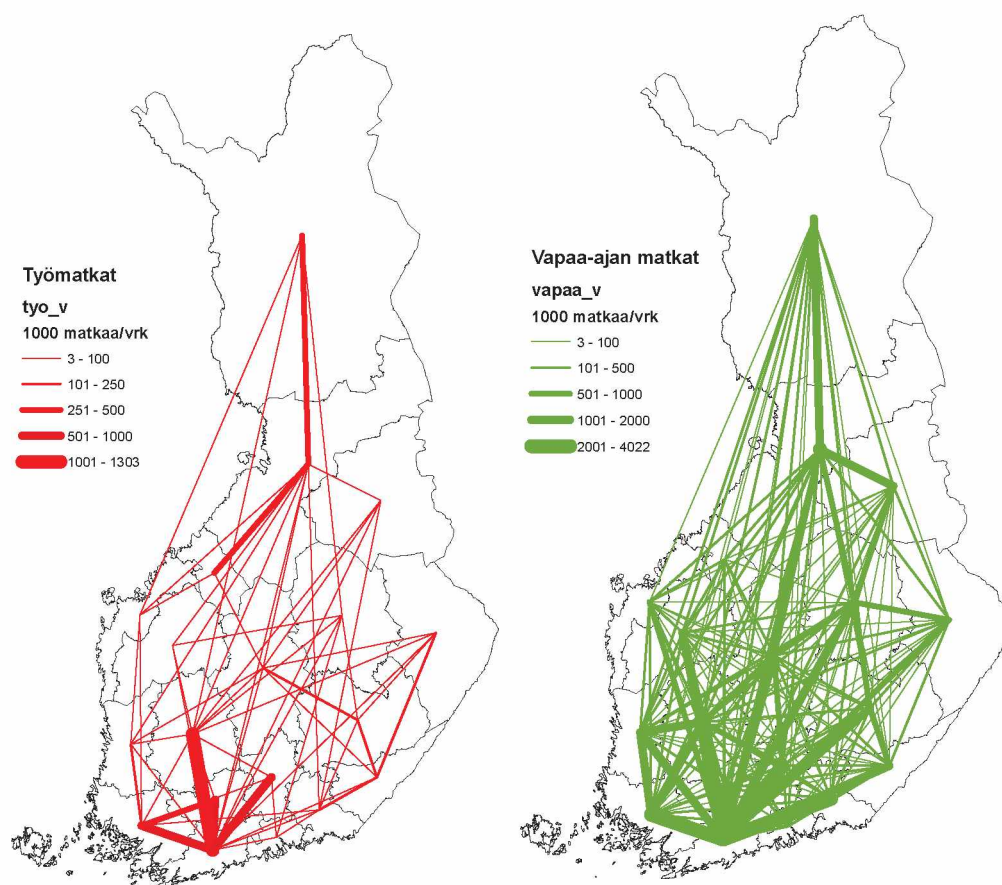 Työmatkat
tyo_v
1000 matkaa/vrk
3 - 100
101 - 250
251 - 500
501 - 1000
1001 - 1303
Vapaa-ajan matkat
vapaa_v
1000 matkaa/vrk
3 - 100
101 - 500
501 - 1000
1001 - 2000
2001 - 4022